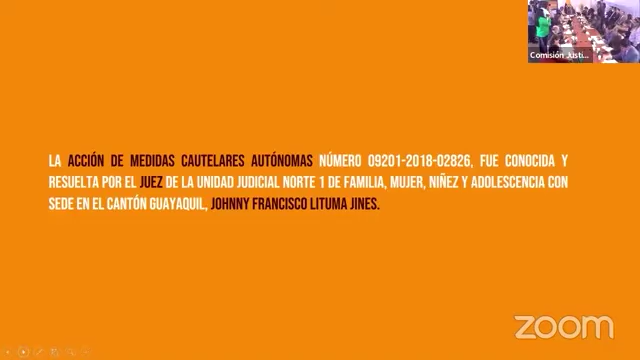 Comisión Justi...
LA ACCIÓN DE MEDIDAS CAUTELARES AUTÓNOMAS NÚMERO 09201-2018-02826, FUE CONOCIDA Y
RESUELTA POR EL JUEZ DE LA UNIDAD JUDICIAL NORTE 1 DE FAMILIA, MUJER, NIÑEZ Y ADOLESCENCIA CON
SEDE EN EL CANTÓN GUAYAQUIL, JOHNNY FRANCISCO LITUMA JINES.
zoom